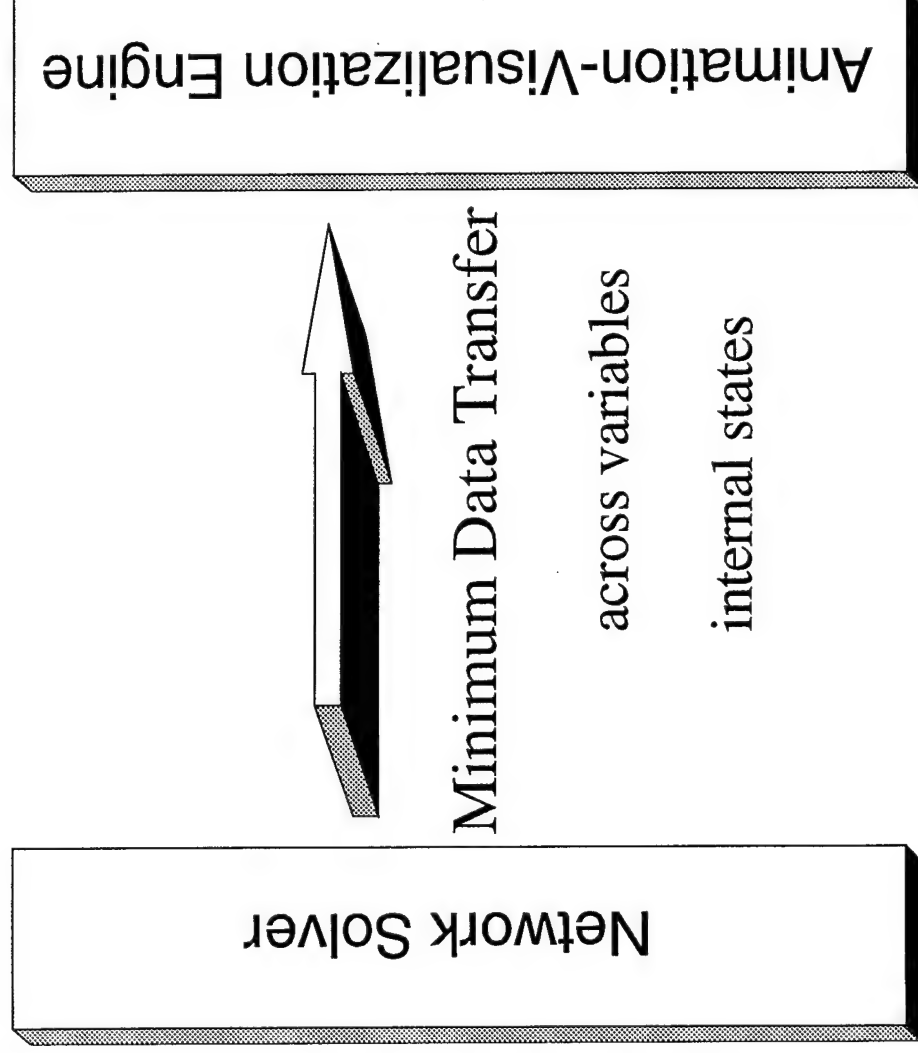 Network Solver
Minimum Data Transfer
across variables
internal states
Animation-Visualization Engine